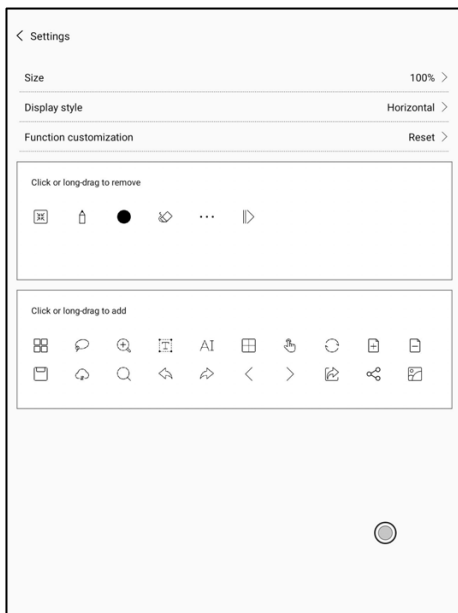 Settings
Size 100%
Display style Horizontal
Function customization Reset
Click or long-drag to remove
Click or long-drag to add
T AI